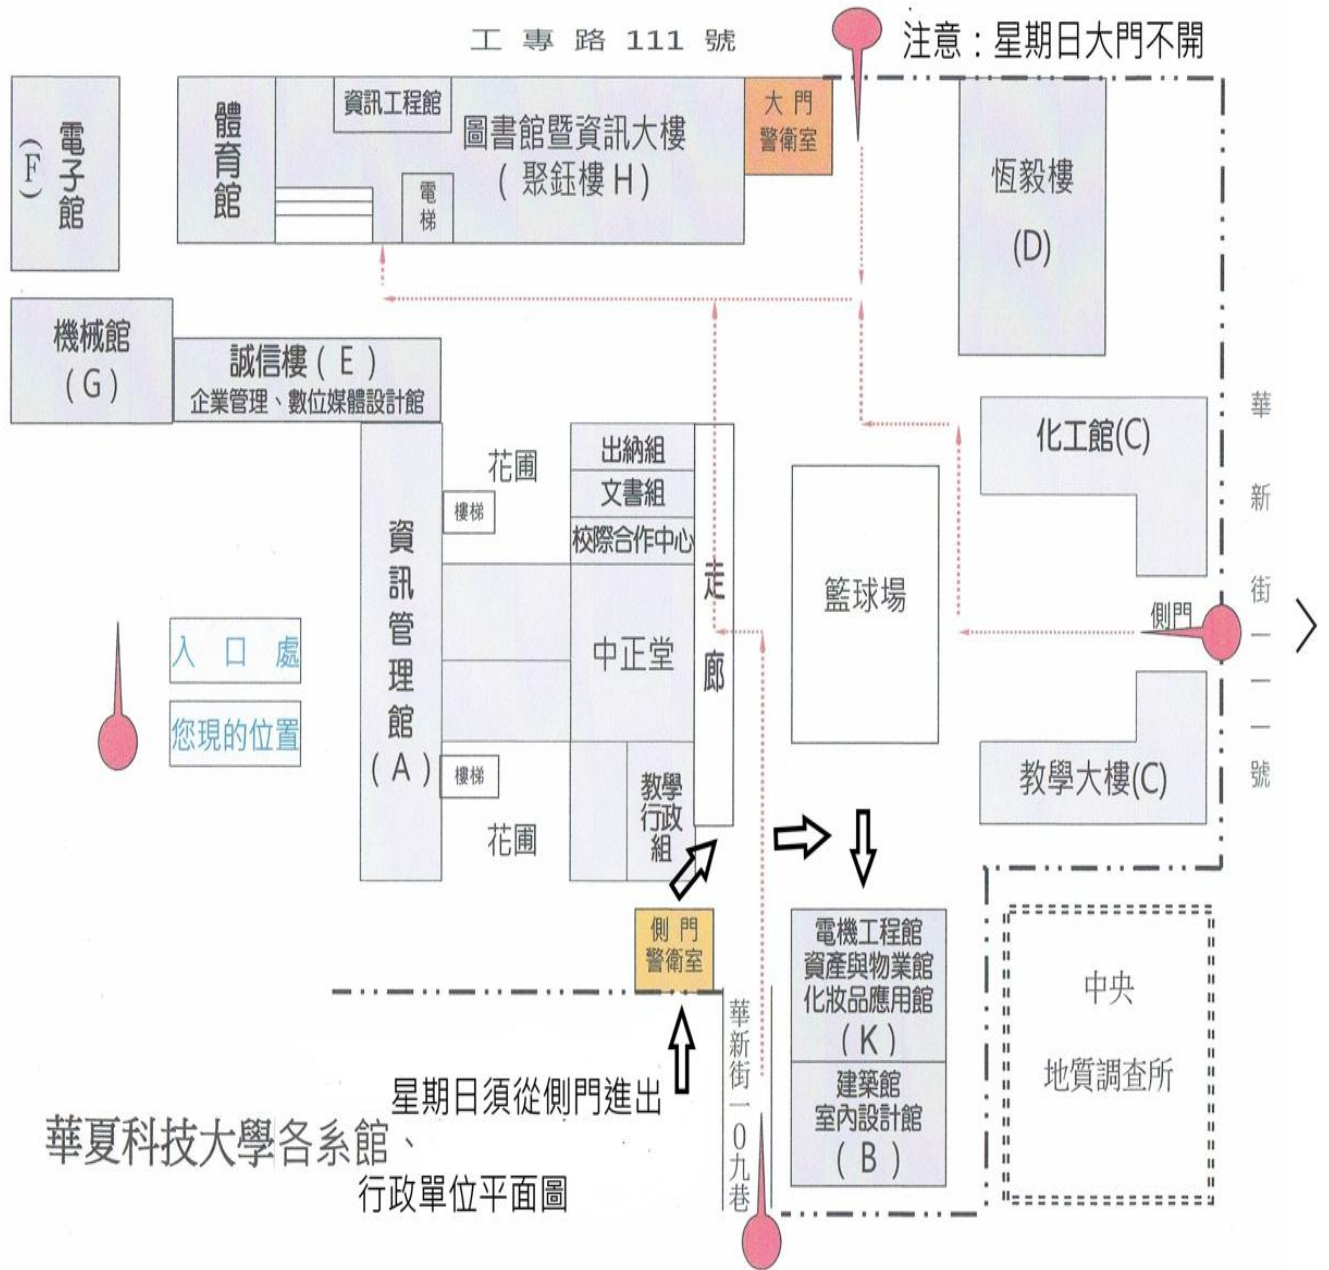 工專路 111 號
注意：星期日大門不開
電子館
(F)
體育館
資訊工程館
圖書館暨資訊大樓
( 聚鈺樓 H )
電梯
大門
警衛室
恆毅樓
(D)
機械館
( G )
誠信樓 ( E )
企業管理、數位媒體設計館
花圃
樓梯
出納組
文書組
校際合作中心
化工館(C)
華新街一一一號
資訊管理館
( A )
中正堂
走廊
籃球場
側門
入口處
您現的位置
樓梯
花圃
教學
行政
組
教學大樓(C)
側門
警衛室
電機工程館
資產與物業館
化妝品應用館
( K )
建築館
室內設計館
( B )
中央
地質調查所
華新街一0九巷
星期日須從側門進出
華夏科技大學各系館、
行政單位平面圖